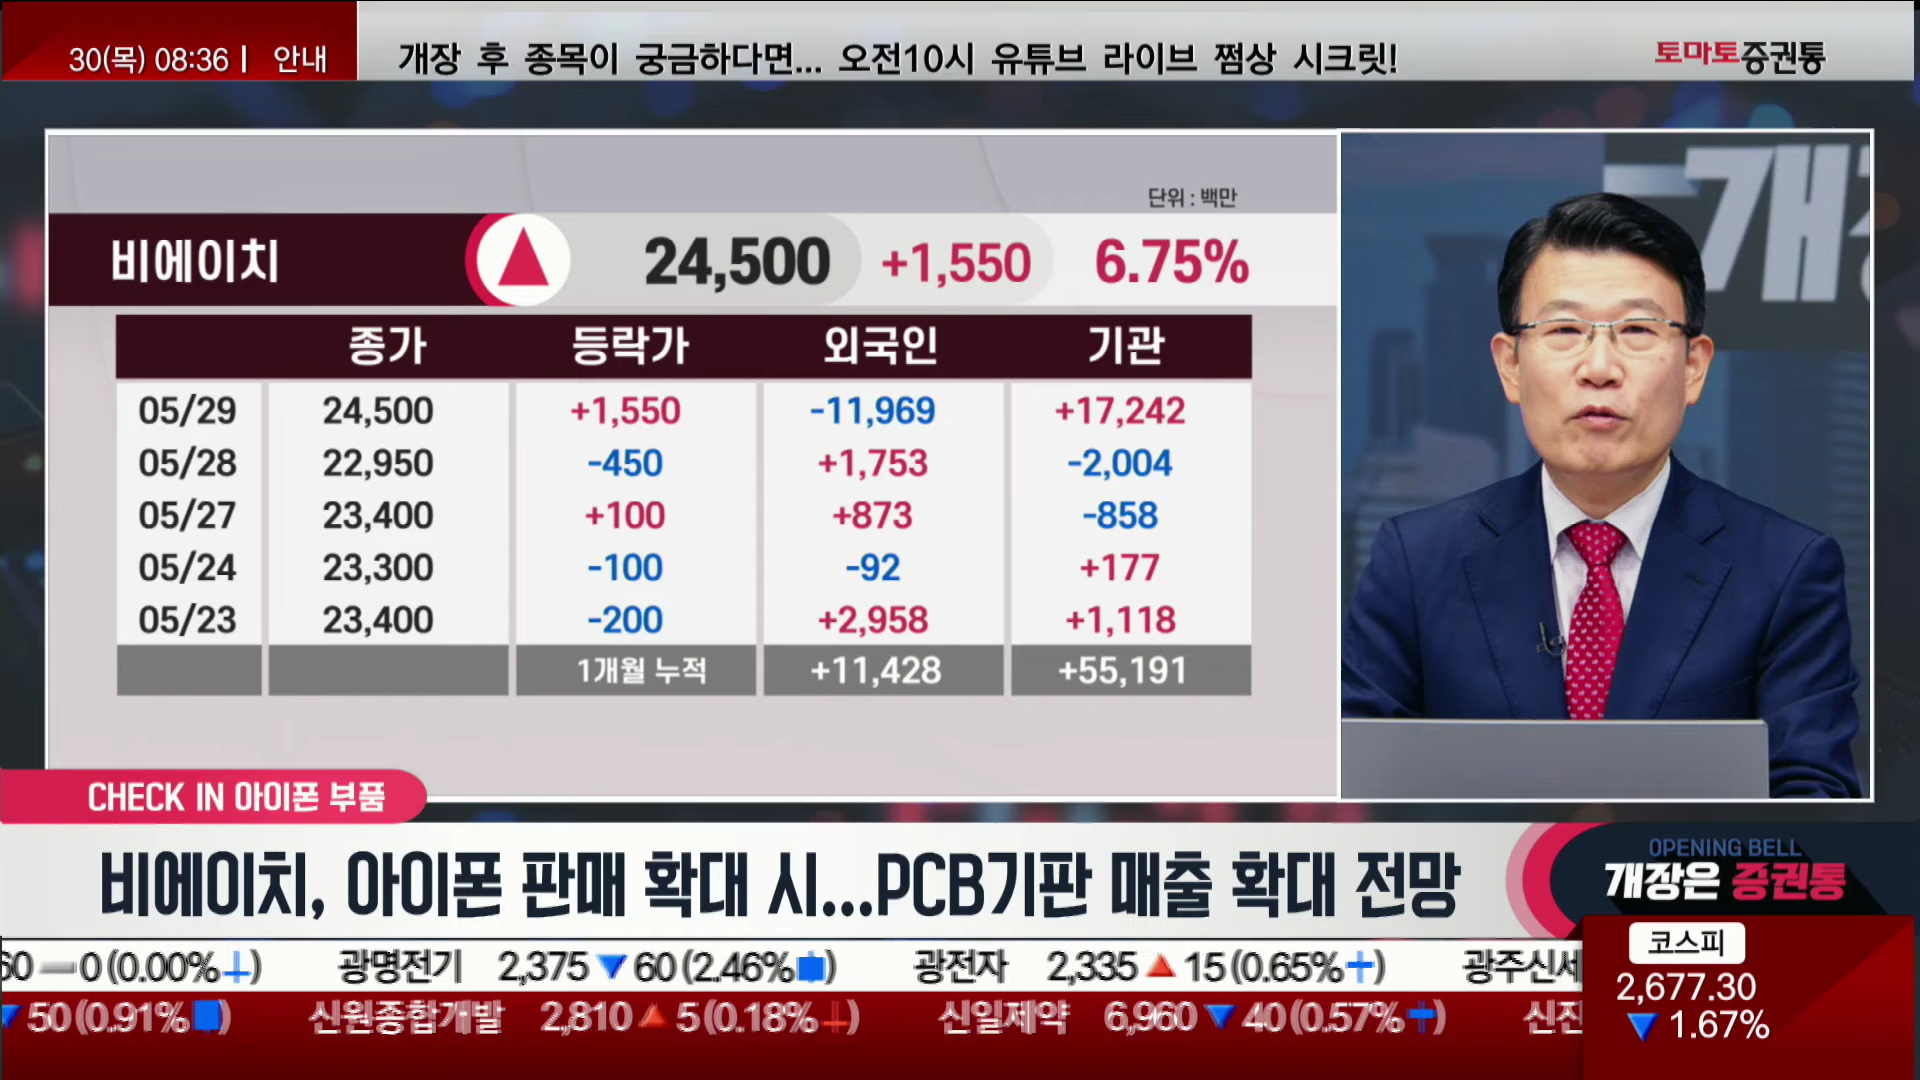 30(목) 08:36 | 안내
개장 후 종목이 궁금하다면... 오전10시 유튜브 라이브 쩜상 시크릿!
토마토증권통
단위 : 백만
비에이치 ▲ 24,500 +1,550 6.75%
종가 등락가 외국인 기관
05/29 24,500 +1,550 -11,969 +17,242
05/28 22,950 -450 +1,753 -2,004
05/27 23,400 +100 +873 -858
05/24 23,300 -100 -92 +177
05/23 23,400 -200 +2,958 +1,118
1개월 누적 +11,428 +55,191
개
CHECK IN 아이폰 부품
비에이치, 아이폰 판매 확대 시...PCB기판 매출 확대 전망
OPENING BELL
개장은 증권통
60 0(0.00%) 광명전기 2,375 ▼ 60(2.46%) 광전자 2,335 ▲ 15(0.65%) 광주신세
▼ 50(0.91%) 신원종합개발 2,810 ▲ 5(0.18%) 신일제약 6,960 ▼ 40(0.57%) 신진
코스피
2,677.30
▼ 1.67%